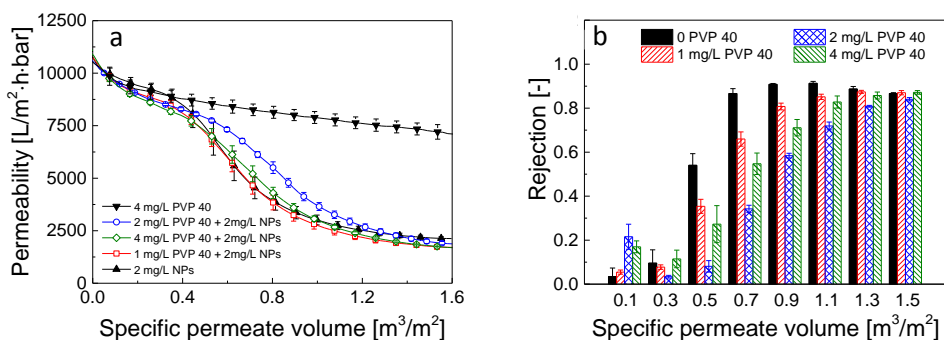 a
12500
10000
7500
5000
2500
0
Permeability [L/m²·h·bar]
4 mg/L PVP 40
2 mg/L PVP 40 + 2mg/L NPs
4 mg/L PVP 40 + 2mg/L NPs
1 mg/L PVP 40 + 2mg/L NPs
2 mg/L NPs
0.0 0.4 0.8 1.2 1.6
Specific permeate volume [m³/m²]
b
0 PVP 40
2 mg/L PVP 40
1 mg/L PVP 40
4 mg/L PVP 40
1.0
0.8
0.6
0.4
0.2
0.0
Rejection [-]
0.1 0.3 0.5 0.7 0.9 1.1 1.3 1.5
Specific permeate volume [m³/m²]